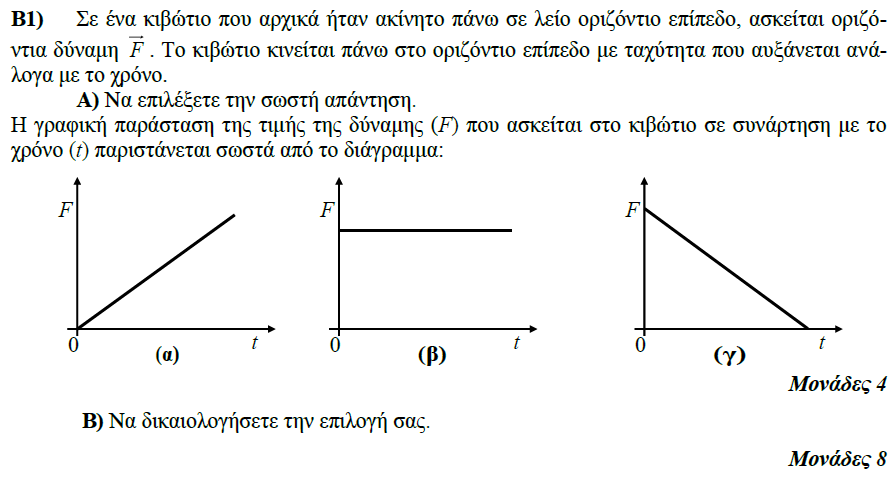 Β1) Σε ένα κιβώτιο που αρχικά ήταν ακίνητο πάνω σε λείο οριζόντιο επίπεδο, ασκείται οριζό-
ντια δύναμη F⃗ . Το κιβώτιο κινείται πάνω στο οριζόντιο επίπεδο με ταχύτητα που αυξάνεται ανά-
λογα με το χρόνο.
Α) Να επιλέξετε την σωστή απάντηση.
Η γραφική παράσταση της τιμής της δύναμης (F) που ασκείται στο κιβώτιο σε συνάρτηση με το
χρόνο (t) παριστάνεται σωστά από το διάγραμμα:
F F F
0 (α) t 0 (β) t 0 (γ) t
Μονάδες 4
Β) Να δικαιολογήσετε την επιλογή σας.
Μονάδες 8